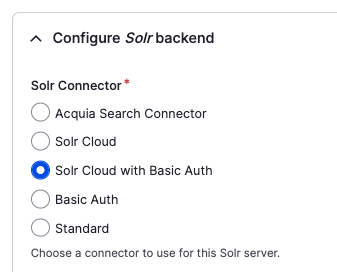 Configure Solr backend
Solr Connector*
Acquia Search Connector
Solr Cloud
Solr Cloud with Basic Auth
Basic Auth
Standard
Choose a connector to use for this Solr server.